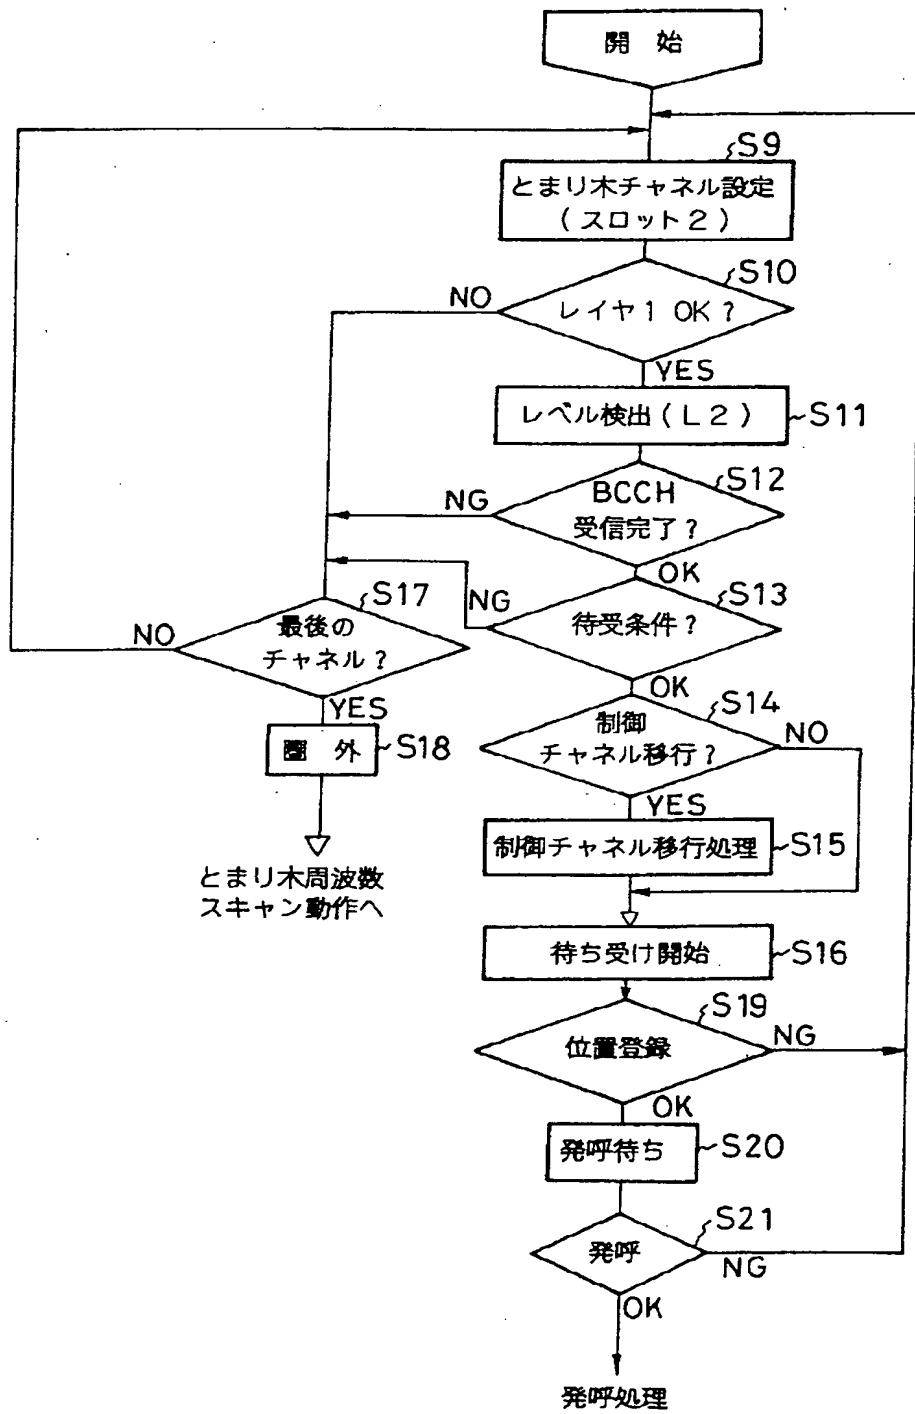 開 始
S9
とまり木チャネル設定
(スロット2)
S10
レイヤ1 OK?
NO
YES
レベル検出(L2)
S11
S12
BCCH
受信完了?
NG
OK
S13
待受条件?
NG
OK
S17
最後の
チャネル?
NO
YES
圏 外
S18
とまり木周波数
スキャン動作へ
S14
制御
チャネル移行?
NO
YES
制御チャネル移行処理
S15
待ち受け開始
S16
S19
位置登録
NG
OK
発呼待ち
S20
S21
発呼
NG
OK
発呼処理